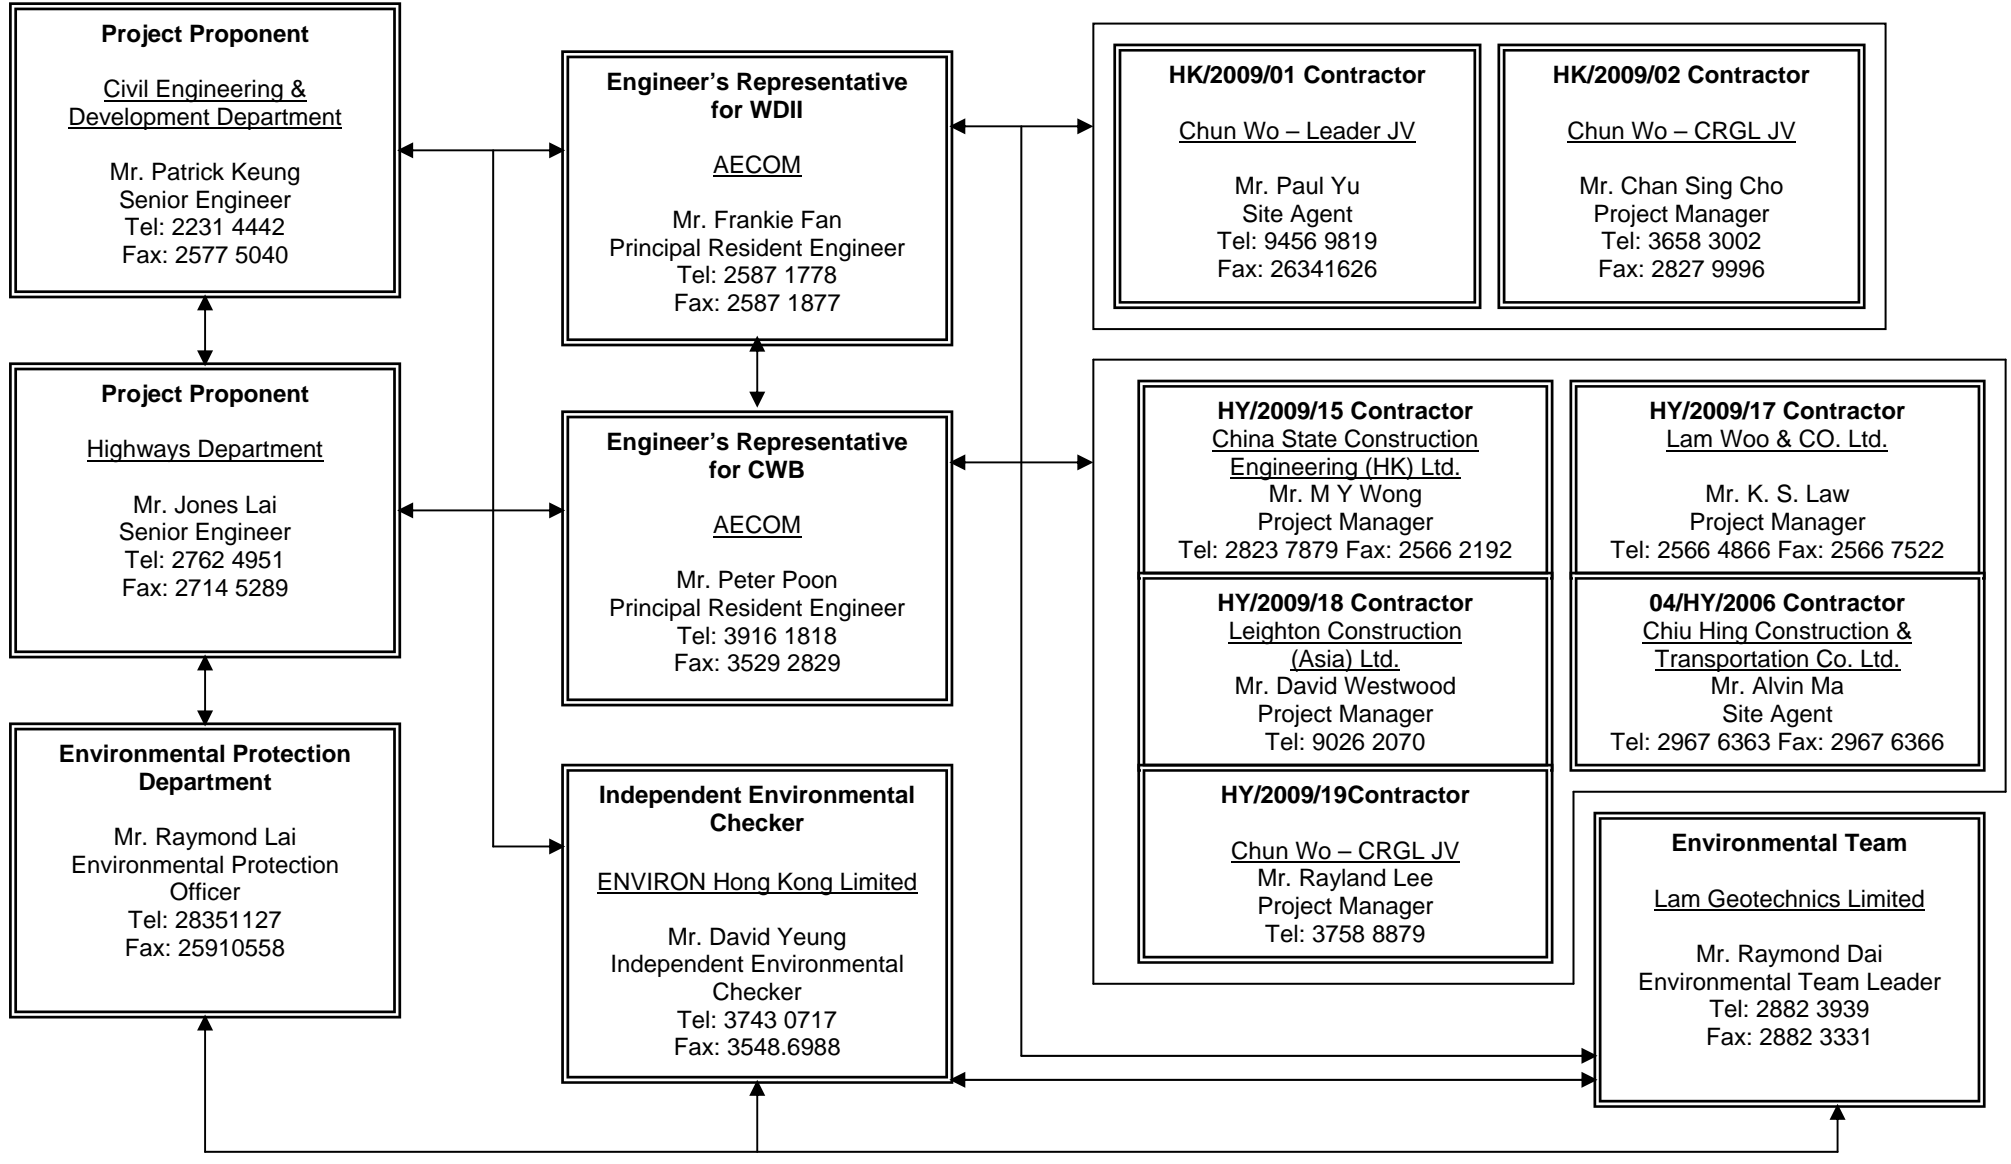 Project Proponent
Civil Engineering &
Development Department
Mr. Patrick Keung
Senior Engineer
Tel: 2231 4442
Fax: 2577 5040
Project Proponent
Highways Department
Mr. Jones Lai
Senior Engineer
Tel: 2762 4951
Fax: 2714 5289
Environmental Protection
Department
Mr. Raymond Lai
Environmental Protection
Officer
Tel: 28351127
Fax: 25910558
Engineer’s Representative
for WDII
AECOM
Mr. Frankie Fan
Principal Resident Engineer
Tel: 2587 1778
Fax: 2587 1877
Engineer’s Representative
for CWB
AECOM
Mr. Peter Poon
Principal Resident Engineer
Tel: 3916 1818
Fax: 3529 2829
Independent Environmental
Checker
ENVIRON Hong Kong Limited
Mr. David Yeung
Independent Environmental
Checker
Tel: 3743 0717
Fax: 3548.6988
HK/2009/01 Contractor
Chun Wo – Leader JV
Mr. Paul Yu
Site Agent
Tel: 9456 9819
Fax: 26341626
HK/2009/02 Contractor
Chun Wo – CRGL JV
Mr. Chan Sing Cho
Project Manager
Tel: 3658 3002
Fax: 2827 9996
HY/2009/15 Contractor
China State Construction
Engineering (HK) Ltd.
Mr. M Y Wong
Project Manager
Tel: 2823 7879 Fax: 2566 2192
HY/2009/17 Contractor
Lam Woo & CO. Ltd.
Mr. K. S. Law
Project Manager
Tel: 2566 4866 Fax: 2566 7522
HY/2009/18 Contractor
Leighton Construction
(Asia) Ltd.
Mr. David Westwood
Project Manager
Tel: 9026 2070
04/HY/2006 Contractor
Chiu Hing Construction &
Transportation Co. Ltd.
Mr. Alvin Ma
Site Agent
Tel: 2967 6363 Fax: 2967 6366
HY/2009/19Contractor
Chun Wo – CRGL JV
Mr. Rayland Lee
Project Manager
Tel: 3758 8879
Environmental Team
Lam Geotechnics Limited
Mr. Raymond Dai
Environmental Team Leader
Tel: 2882 3939
Fax: 2882 3331